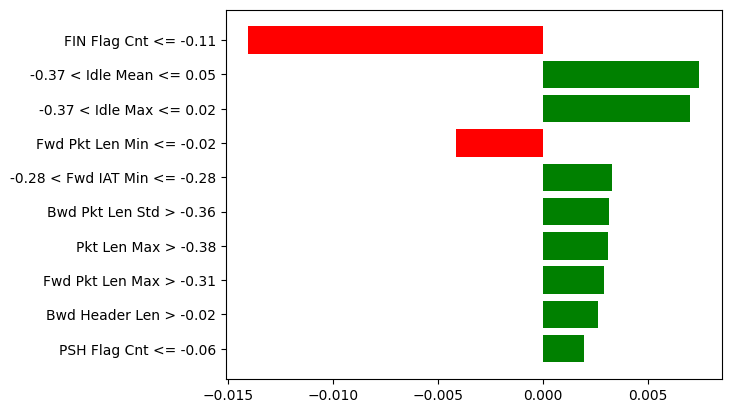 FIN Flag Cnt <= -0.11
-0.37 < Idle Mean <= 0.05
-0.37 < Idle Max <= 0.02
Fwd Pkt Len Min <= -0.02
-0.28 < Fwd IAT Min <= -0.28
Bwd Pkt Len Std > -0.36
Pkt Len Max > -0.38
Fwd Pkt Len Max > -0.31
Bwd Header Len > -0.02
PSH Flag Cnt <= -0.06
−0.015 −0.010 −0.005 0.000 0.005